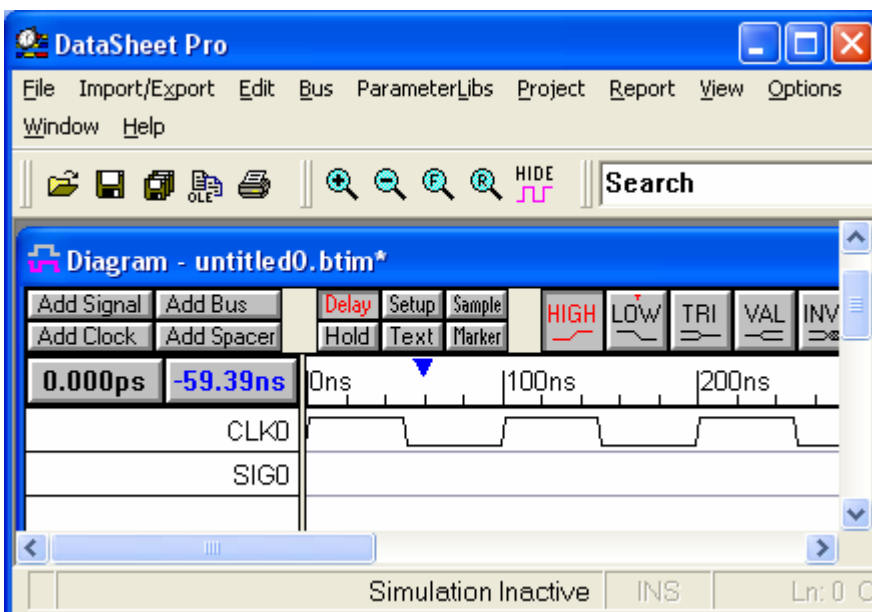 DataSheet Pro
File Import/Export Edit Bus ParameterLibs Project Report View Options
Window Help
OLE F R HIDE Search
Diagram - untitled0.btim*
Add Signal Add Bus Delay Setup Sample HIGH LOW TRI VAL INV
Add Clock Add Spacer Hold Text Marker
0.000ps -59.39ns 0ns 100ns 200ns
CLK0
SIG0
Simulation Inactive INS Ln: 0 C